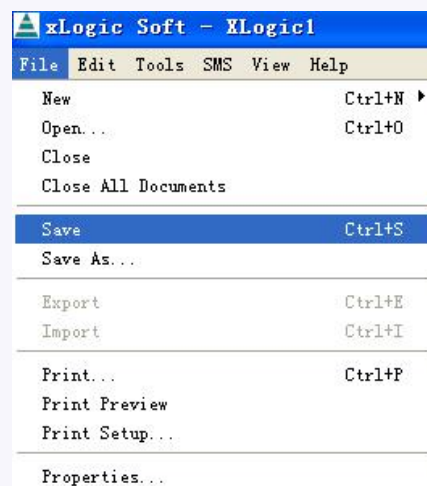 xLogic Soft - XLogic1
File Edit Tools SMS View Help
New Ctrl+N
Open... Ctrl+O
Close
Close All Documents
Save Ctrl+S
Save As...
Export Ctrl+E
Import Ctrl+I
Print... Ctrl+P
Print Preview
Print Setup...
Properties...